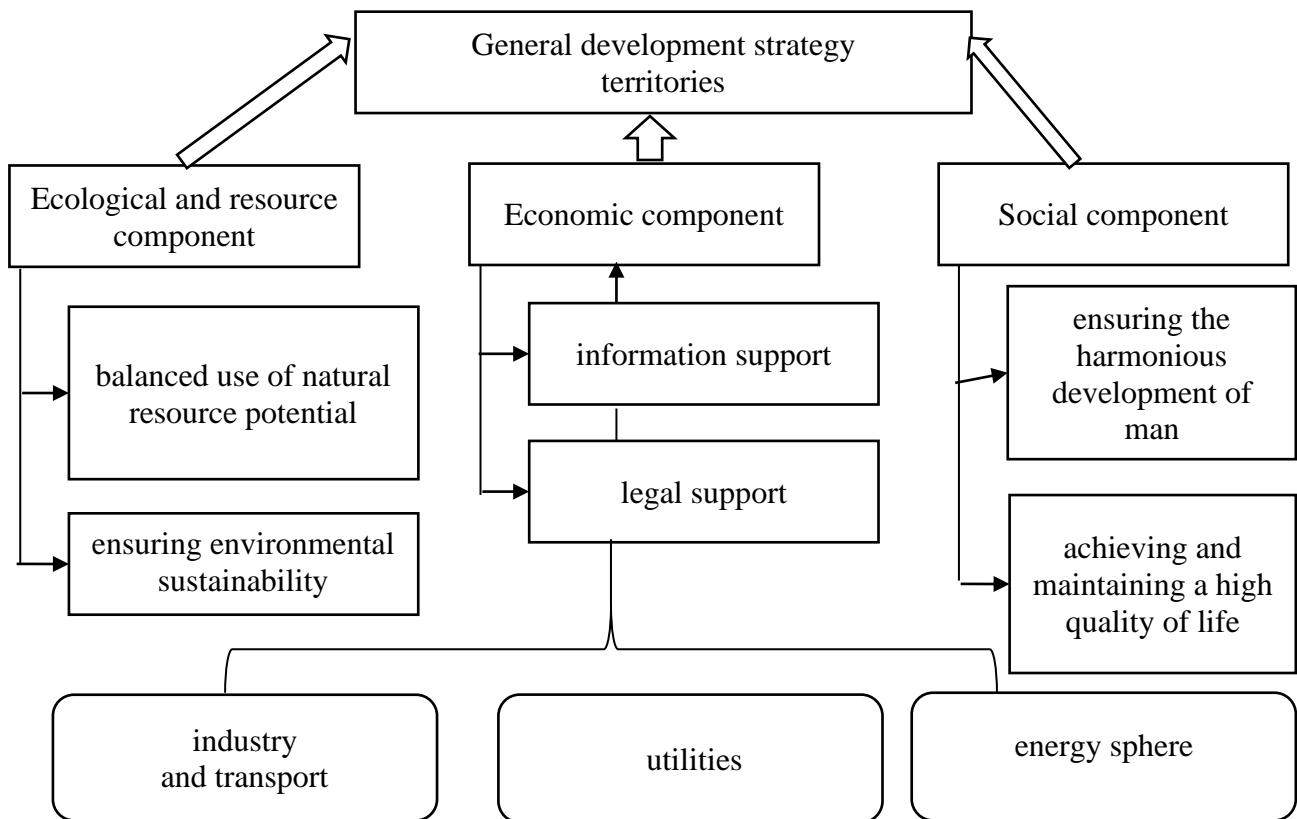 General development strategy
territories
Ecological and resource
component
Economic component
Social component
balanced use of natural
resource potential
ensuring environmental
sustainability
information support
legal support
ensuring the
harmonious
development of
man
achieving and
maintaining a high
quality of life
industry
and transport
utilities
energy sphere